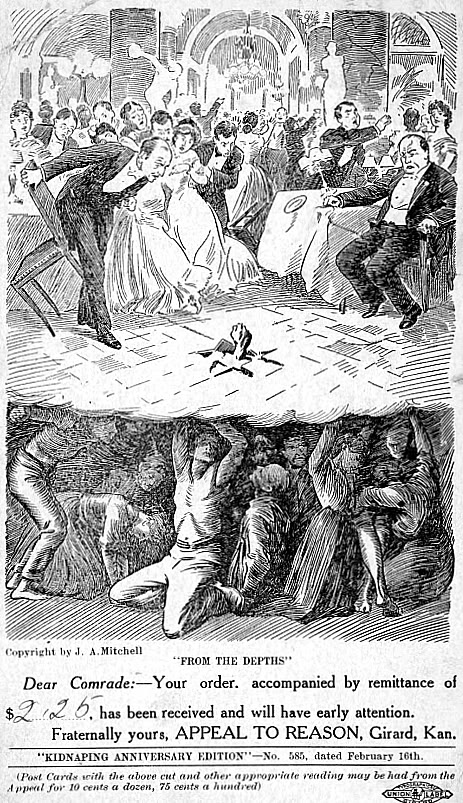 Copyright by J. A. Mitchell
"FROM THE DEPTHS"
Dear Comrade:—Your order. accompanied by remittance of
$2.25, has been received and will have early attention.
Fraternally yours, APPEAL TO REASON, Girard, Kan.
"KIDNAPING ANNIVERSARY EDITION"—No. 585, dated February 16th.
(Post Cards with the above cut and other appropriate reading may be had from the
Appeal for 10 cents a dozen, 75 cents a hundred)
UNION LABEL